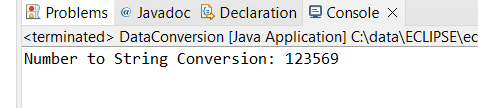 Problems @ Javadoc Declaration Console
<terminated> DataConversion [Java Application] C:\data\ECLIPSE\ec
Number to String Conversion: 123569